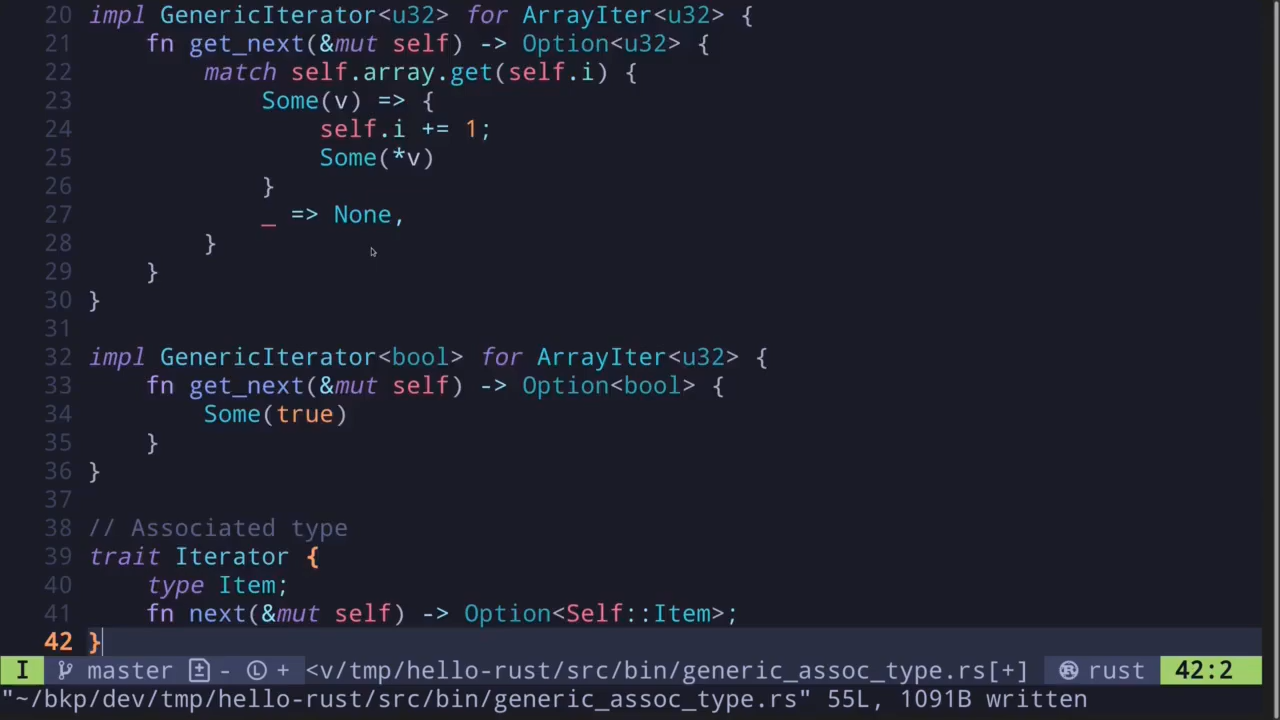 20 impl GenericIterator<u32> for ArrayIter<u32> {
21     fn get_next(&mut self) -> Option<u32> {
22         match self.array.get(self.i) {
23             Some(v) => {
24                 self.i += 1;
25                 Some(*v)
26             }
27             _ => None,
28         }
29     }
30 }
31
32 impl GenericIterator<bool> for ArrayIter<u32> {
33     fn get_next(&mut self) -> Option<bool> {
34         Some(true)
35     }
36 }
37
38 // Associated type
39 trait Iterator {
40     type Item;
41     fn next(&mut self) -> Option<Self::Item>;
42 }
I master - + <v/tmp/hello-rust/src/bin/generic_assoc_type.rs[+] rust 42:2
"~/bkp/dev/tmp/hello-rust/src/bin/generic_assoc_type.rs" 55L, 1091B written